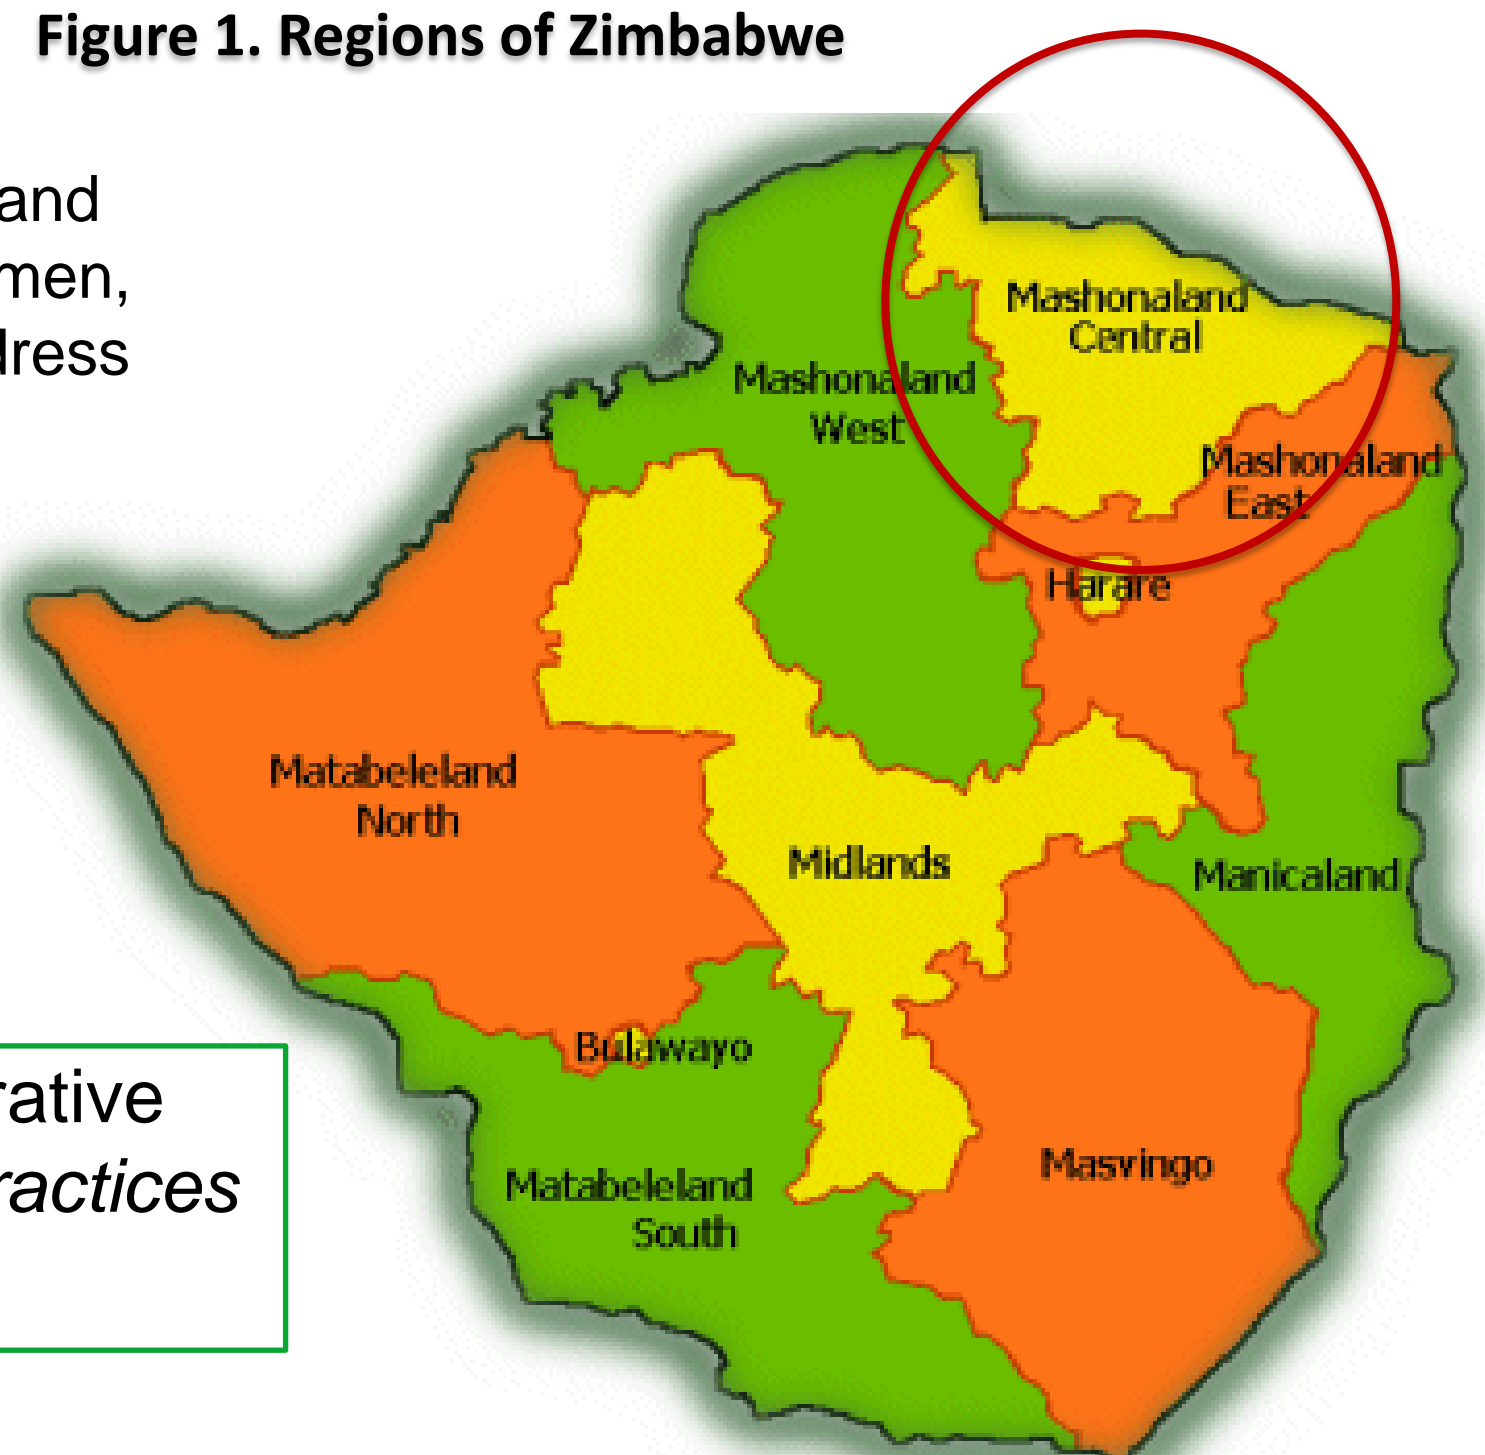 Figure 1. Regions of Zimbabwe
and
men,
dress
Mashonaland
Central
Mashonaland
West
Mashonaland
East
Harare
Matabeleland
North
Midlands
Manicaland
Bulawayo
rative
ractices
Masvingo
Matabeleland
South